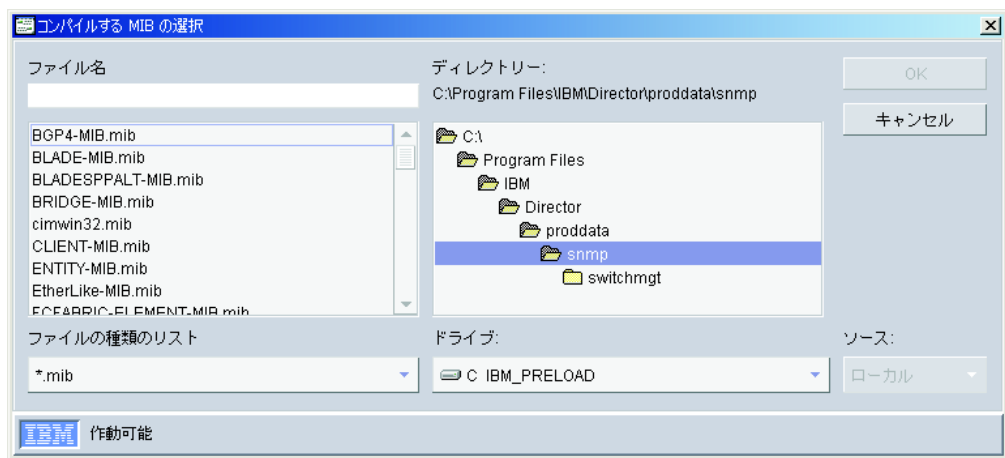 コンパイルする MIB の選択
ファイル名
ディレクトリー:
C:\Program Files\IBM\Director\proddata\snmp
OK
キャンセル
BGP4-MIB.mib
BLADE-MIB.mib
BLADESPPALT-MIB.mib
BRIDGE-MIB.mib
cimwin32.mib
CLIENT-MIB.mib
ENTITY-MIB.mib
EtherLike-MIB.mib
FCFABRIC-ELEMENT-MIB.mib
C:\
Program Files
IBM
Director
proddata
snmp
switchmgt
ファイルの種類のリスト
*.mib
ドライブ:
C IBM_PRELOAD
ソース:
ローカル
IBM 作動可能